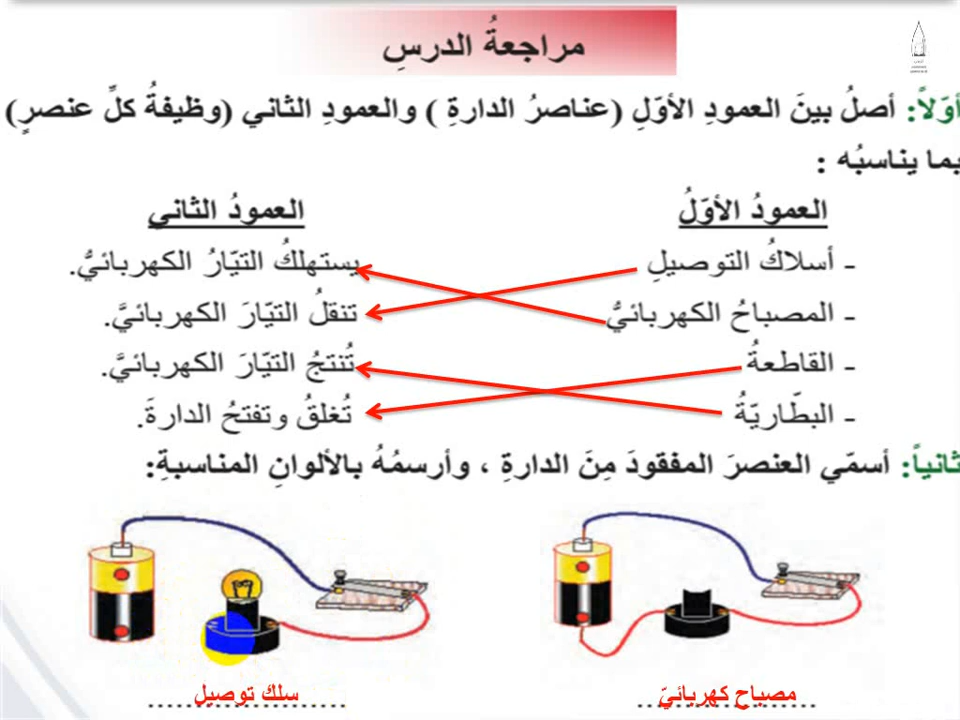 مراجعةُ الدرسِ
أوّلاً: أصلُ بينَ العمودِ الأوّلِ (عناصرُ الدارةِ ) والعمودِ الثاني (وظيفةُ كلِّ عنصرٍ)
بما يناسبُه :
العمودُ الأوّلُ العمودُ الثاني
- أسلاكُ التوصيلِ يستهلكُ التيّارُ الكهربائيُّ.
- المصباحُ الكهربائيُّ تنقلُ التيّارَ الكهربائيَّ.
- القاطعةُ تُنتجُ التيّارَ الكهربائيَّ.
- البطّاريّةُ تُغلقُ وتفتحُ الدارةَ.
ثانياً: أسمّي العنصرَ المفقودَ مِنَ الدارةِ ، وأرسمُهُ بالألوانِ المناسبةِ:
مصباح كهربائيّ سلك توصيل